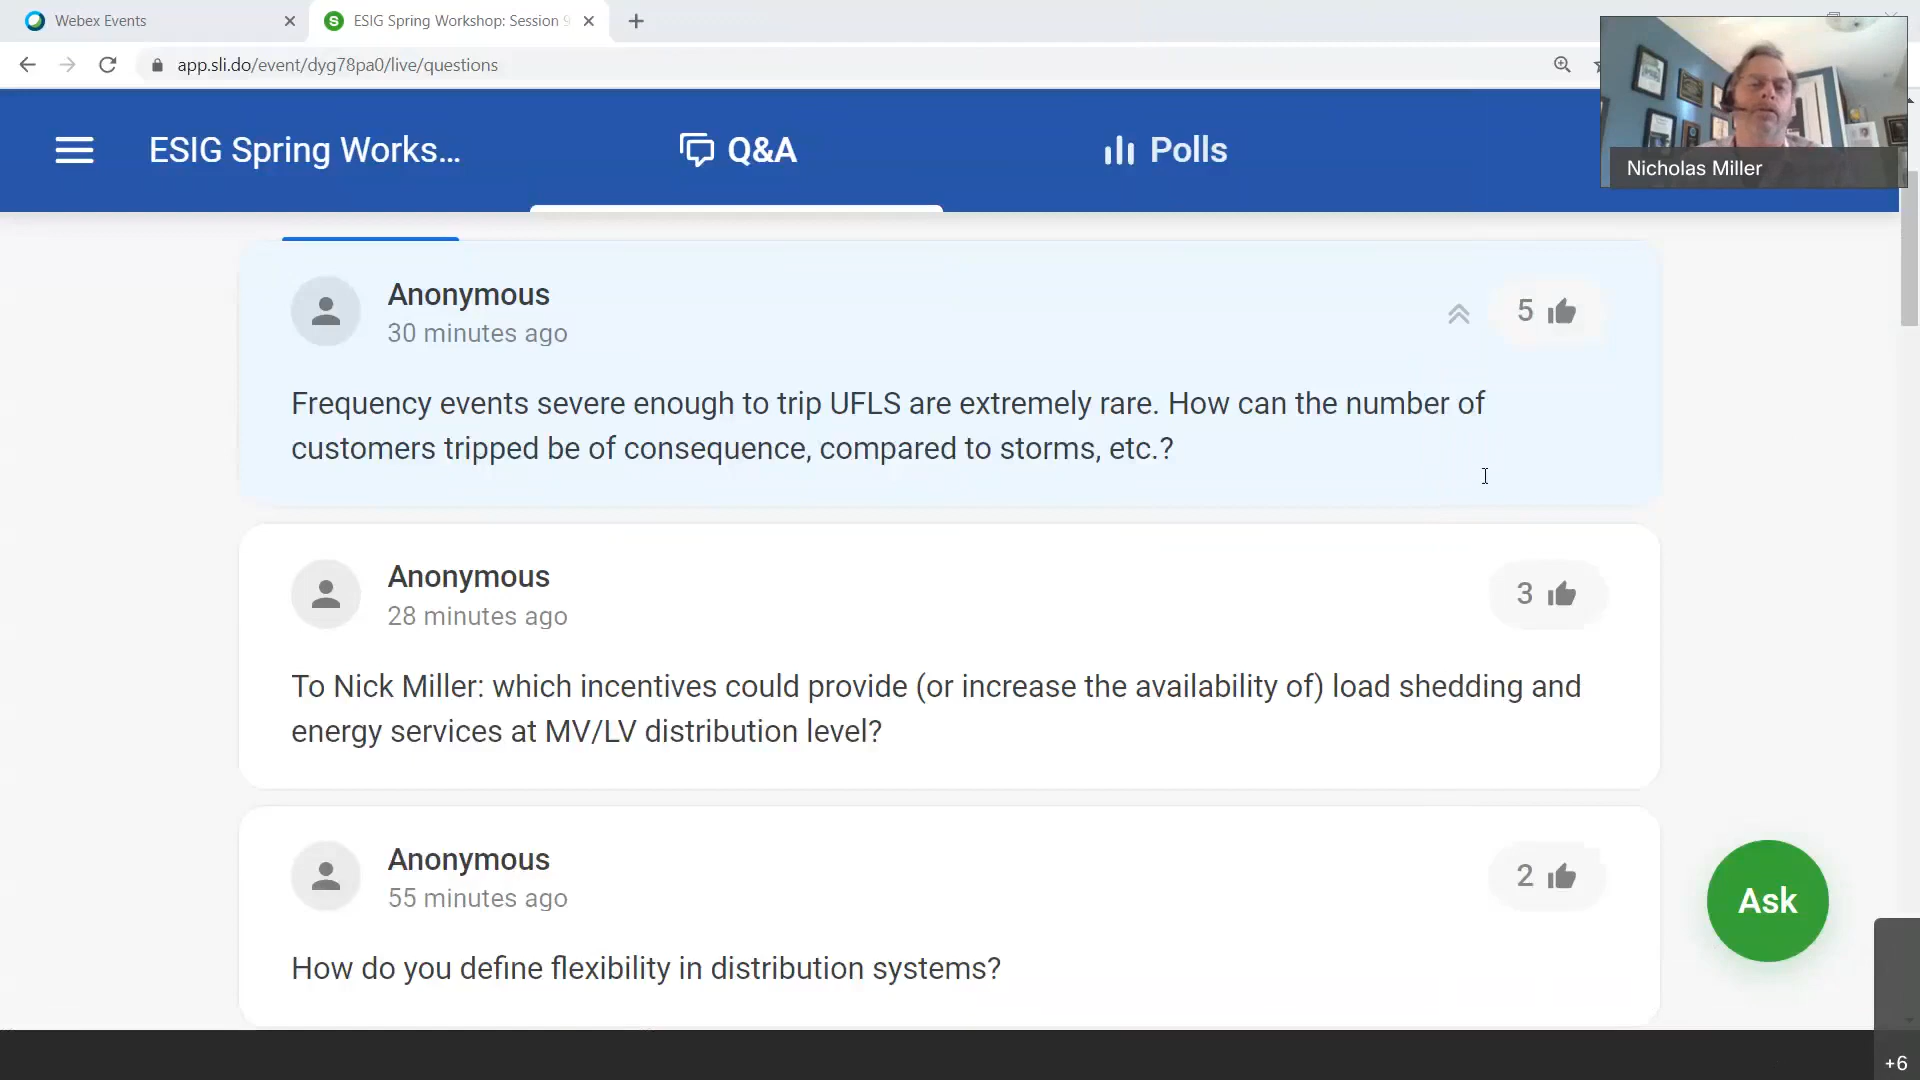 Webex Events
ESIG Spring Workshop: Session 9
app.sli.do/event/dyg78pa0/live/questions
ESIG Spring Works...
Q&A
Polls
Nicholas Miller
Anonymous
30 minutes ago
5
Frequency events severe enough to trip UFLS are extremely rare. How can the number of
customers tripped be of consequence, compared to storms, etc.?
Anonymous
28 minutes ago
3
To Nick Miller: which incentives could provide (or increase the availability of) load shedding and
energy services at MV/LV distribution level?
Anonymous
55 minutes ago
2
How do you define flexibility in distribution systems?
Ask
+6